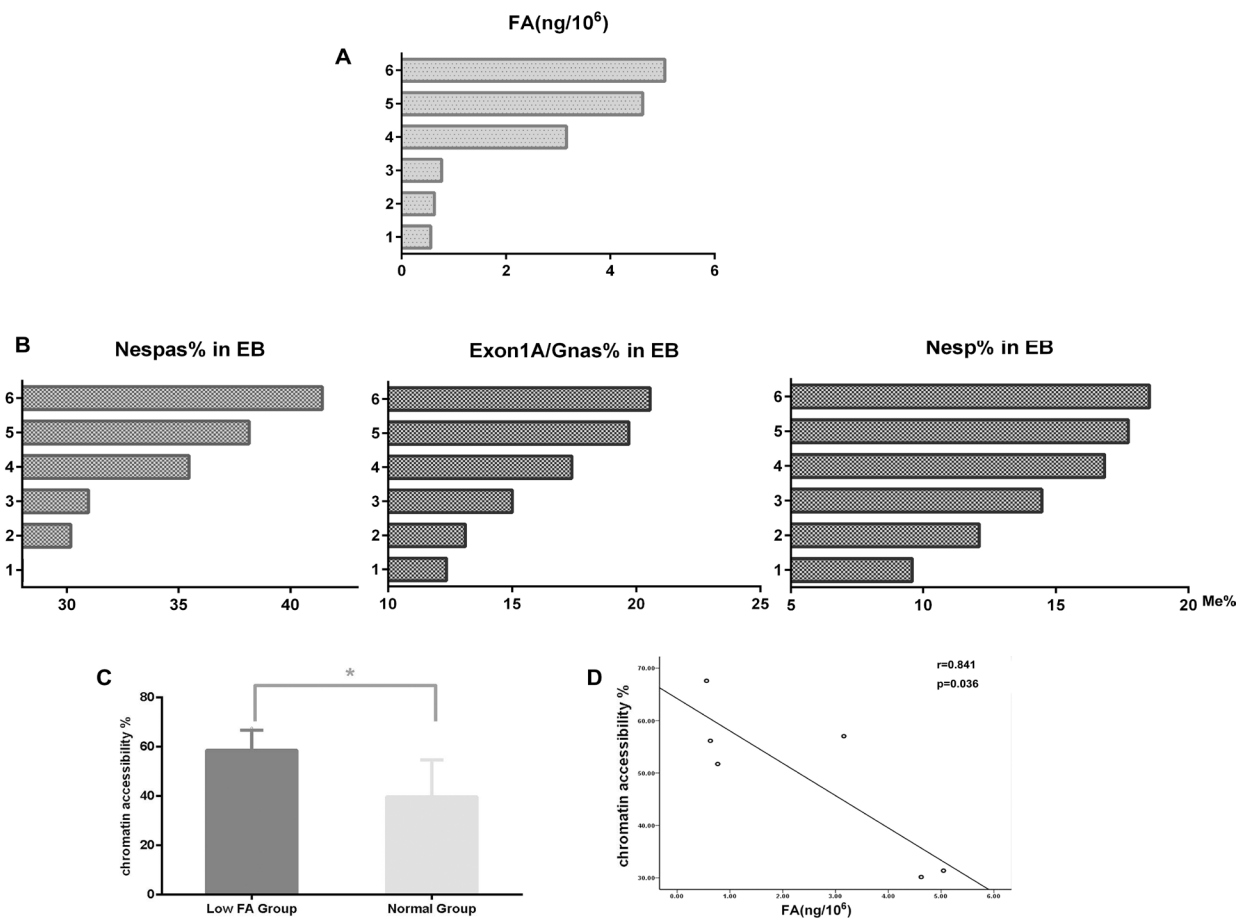 FA(ng/10⁶)
A
6
5
4
3
2
1
0 2 4 6
B
Nespas% in EB
6
5
4
3
2
1
30 35 40
Exon1A/Gnas% in EB
6
5
4
3
2
1
10 15 20 25
Nesp% in EB
6
5
4
3
2
1
5 10 15 20 Me%
C
chromatin accessibility %
80
60
40
20
0
*
Low FA Group Normal Group
D
chromatin accessibility %
70.00
60.00
50.00
40.00
30.00
r=0.841
p=0.036
0.00 1.00 2.00 3.00 4.00 5.00 6.00
FA(ng/10⁶)